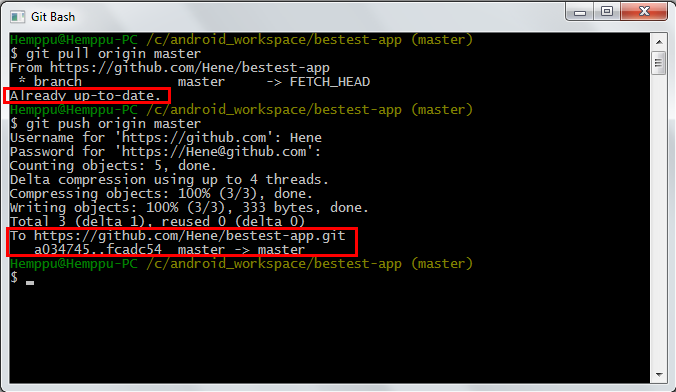 Git Bash
Hemppu@Hemppu-PC /c/android_workspace/bestest-app (master)
$ git pull origin master
From https://github.com/Hene/bestest-app
 * branch            master     -> FETCH_HEAD
Already up-to-date.
Hemppu@Hemppu-PC /c/android_workspace/bestest-app (master)
$ git push origin master
Username for 'https://github.com': Hene
Password for 'https://Hene@github.com':
Counting objects: 5, done.
Delta compression using up to 4 threads.
Compressing objects: 100% (3/3), done.
Writing objects: 100% (3/3), 333 bytes, done.
Total 3 (delta 1), reused 0 (delta 0)
To https://github.com/Hene/bestest-app.git
   a034745..fcadc54  master -> master
Hemppu@Hemppu-PC /c/android_workspace/bestest-app (master)
$